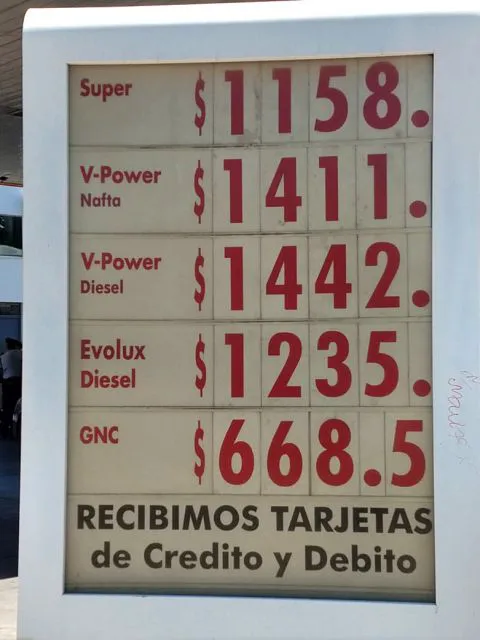 Super $1158.
V-Power $1411.
Nafta
V-Power $1442.
Diesel
Evolux $1235.
Diesel
GNC $668.5
RECIBIMOS TARJETAS
de Credito y Debito